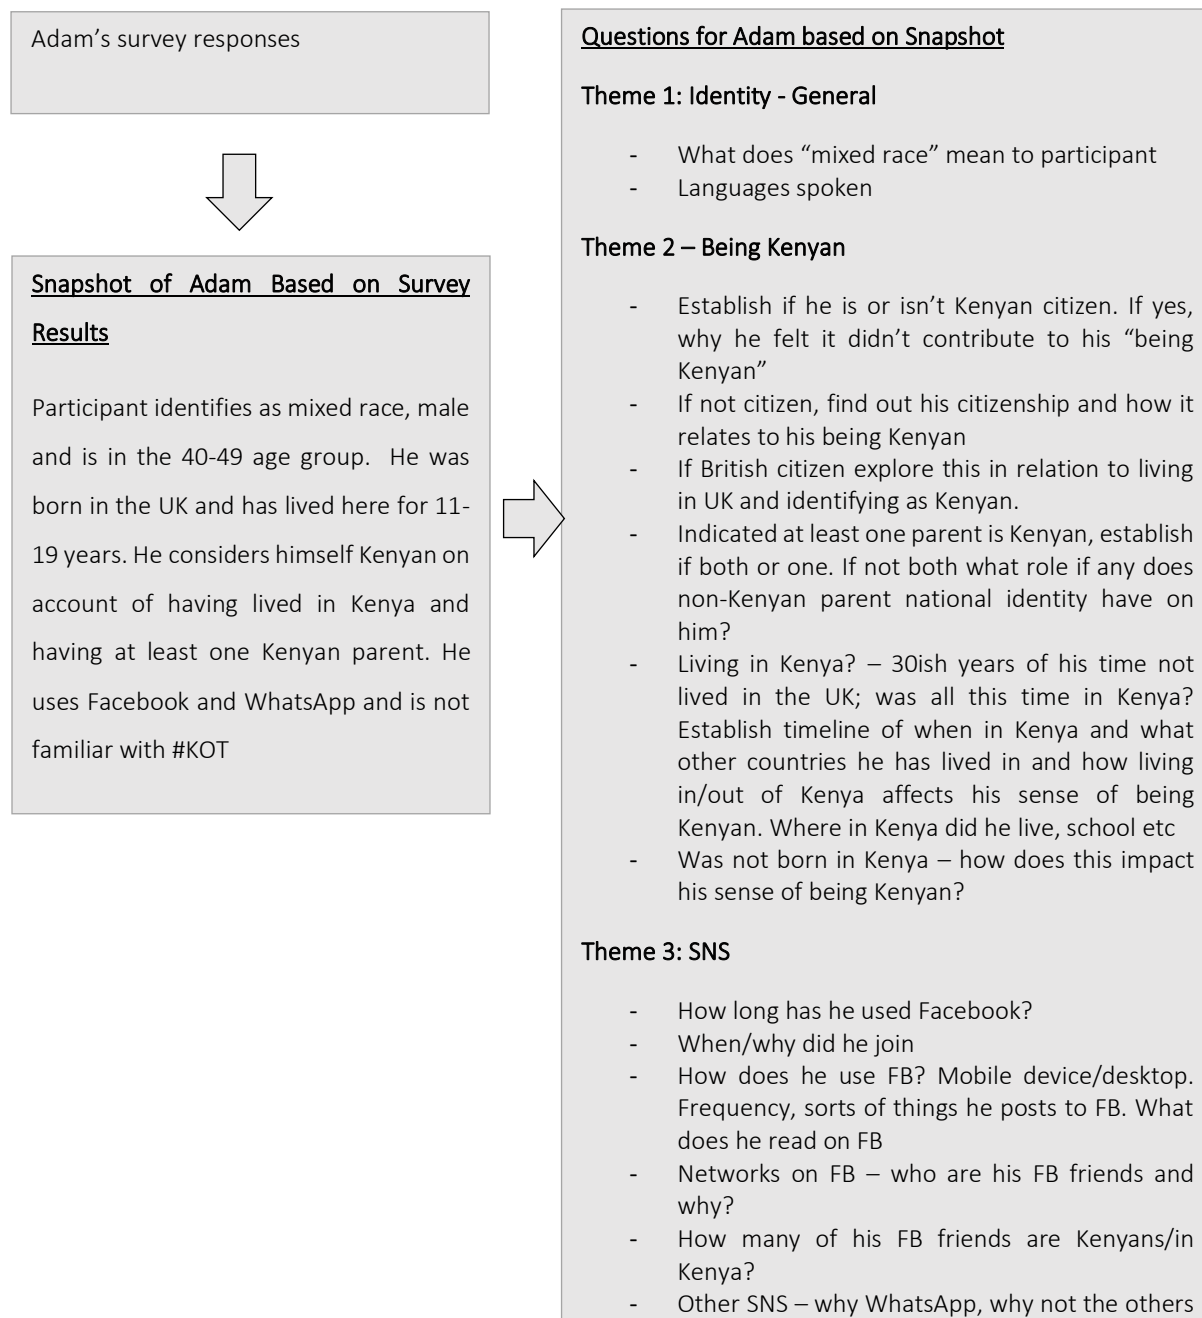 Adam’s survey responses
Snapshot of Adam Based on Survey
Results
Participant identifies as mixed race, male
and is in the 40-49 age group. He was
born in the UK and has lived here for 11-
19 years. He considers himself Kenyan on
account of having lived in Kenya and
having at least one Kenyan parent. He
uses Facebook and WhatsApp and is not
familiar with #KOT
Questions for Adam based on Snapshot
Theme 1: Identity - General
- What does “mixed race” mean to participant
- Languages spoken
Theme 2 – Being Kenyan
- Establish if he is or isn’t Kenyan citizen. If yes,
why he felt it didn’t contribute to his “being
Kenyan”
- If not citizen, find out his citizenship and how it
relates to his being Kenyan
- If British citizen explore this in relation to living
in UK and identifying as Kenyan.
- Indicated at least one parent is Kenyan, establish
if both or one. If not both what role if any does
non-Kenyan parent national identity have on
him?
- Living in Kenya? – 30ish years of his time not
lived in the UK; was all this time in Kenya?
Establish timeline of when in Kenya and what
other countries he has lived in and how living
in/out of Kenya affects his sense of being
Kenyan. Where in Kenya did he live, school etc
- Was not born in Kenya – how does this impact
his sense of being Kenyan?
Theme 3: SNS
- How long has he used Facebook?
- When/why did he join
- How does he use FB? Mobile device/desktop.
Frequency, sorts of things he posts to FB. What
does he read on FB
- Networks on FB – who are his FB friends and
why?
- How many of his FB friends are Kenyans/in
Kenya?
- Other SNS – why WhatsApp, why not the others